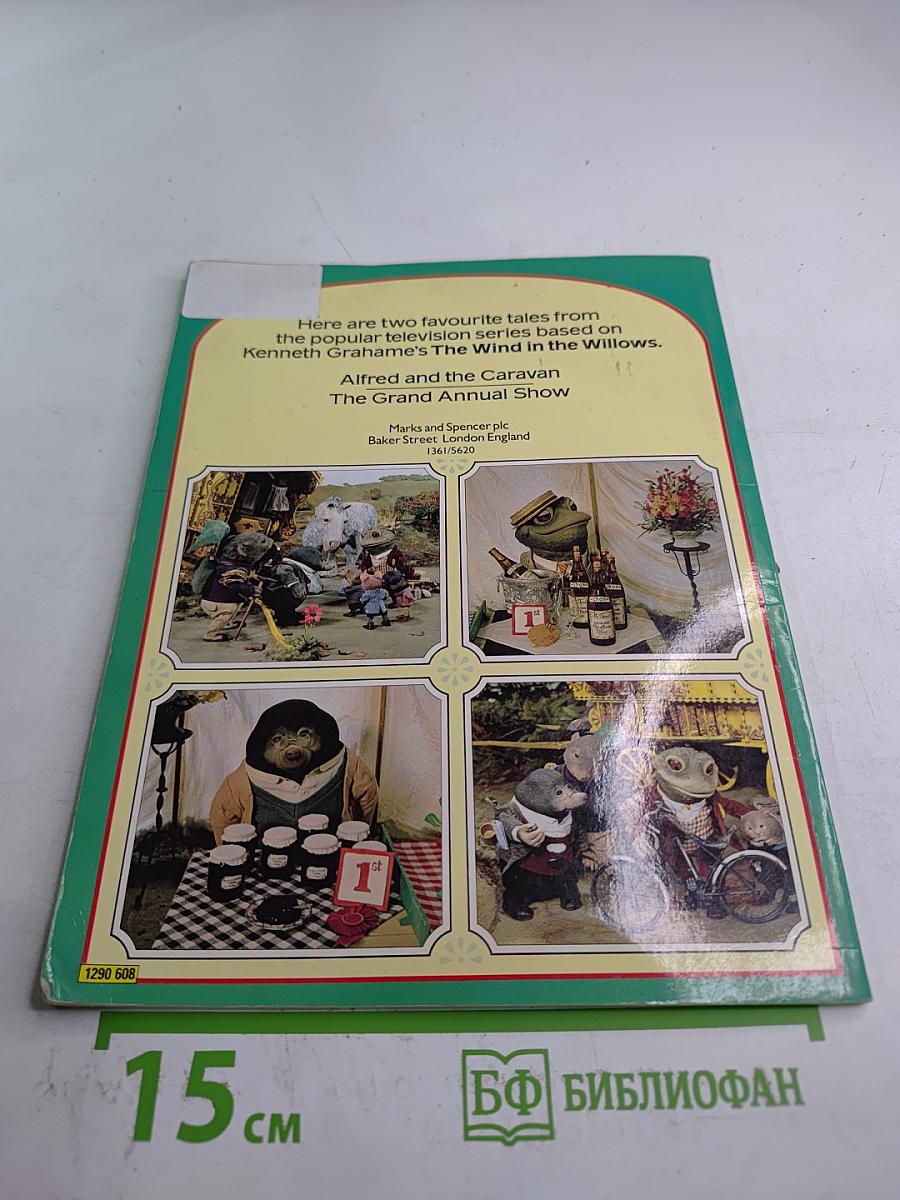 Here are two favourite tales from
the popular television series based on
Kenneth Grahame's The Wind in the Willows.
Alfred and the Caravan
The Grand Annual Show
Marks and Spencer plc
Baker Street London England
1361/5620
1st
1st
1290 608
15 см
БФ БИБЛИОФАН